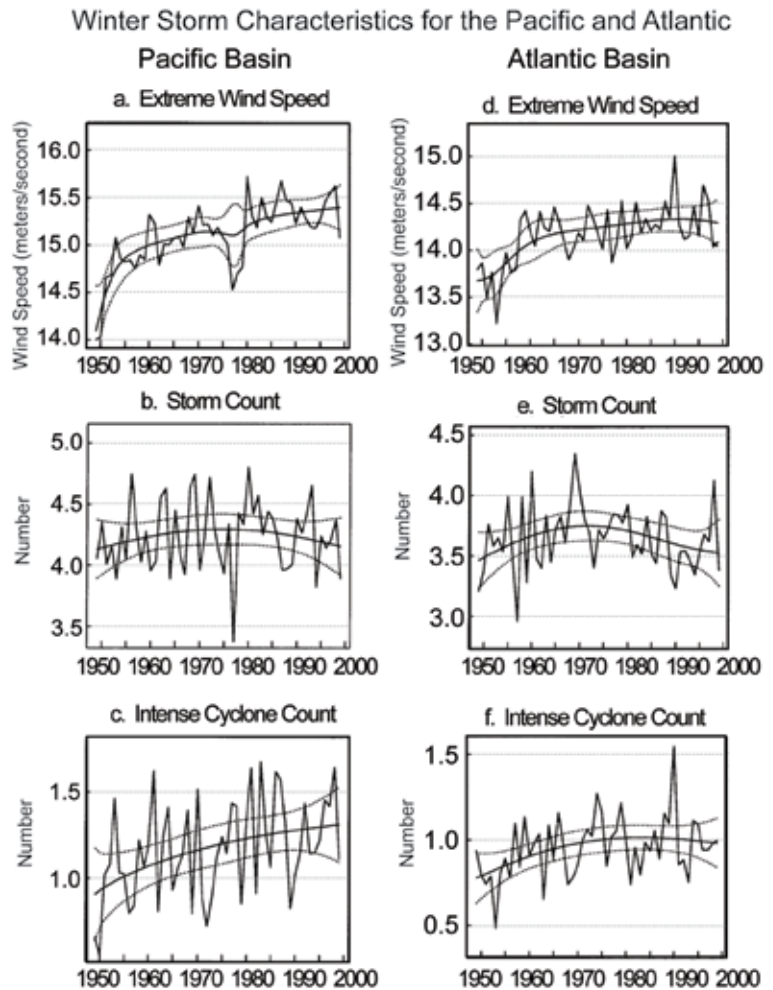 Winter Storm Characteristics for the Pacific and Atlantic
Pacific Basin
Atlantic Basin
a. Extreme Wind Speed
Wind Speed (meters/second)
16.0
15.5
15.0
14.5
14.0
1950 1960 1970 1980 1990 2000
b. Storm Count
Number
5.0
4.5
4.0
3.5
1950 1960 1970 1980 1990 2000
c. Intense Cyclone Count
Number
1.5
1.0
1950 1960 1970 1980 1990 2000
d. Extreme Wind Speed
Wind Speed (meters/second)
15.0
14.5
14.0
13.5
13.0
1950 1960 1970 1980 1990 2000
e. Storm Count
Number
4.5
4.0
3.5
3.0
1950 1960 1970 1980 1990 2000
f. Intense Cyclone Count
Number
1.5
1.0
0.5
1950 1960 1970 1980 1990 2000